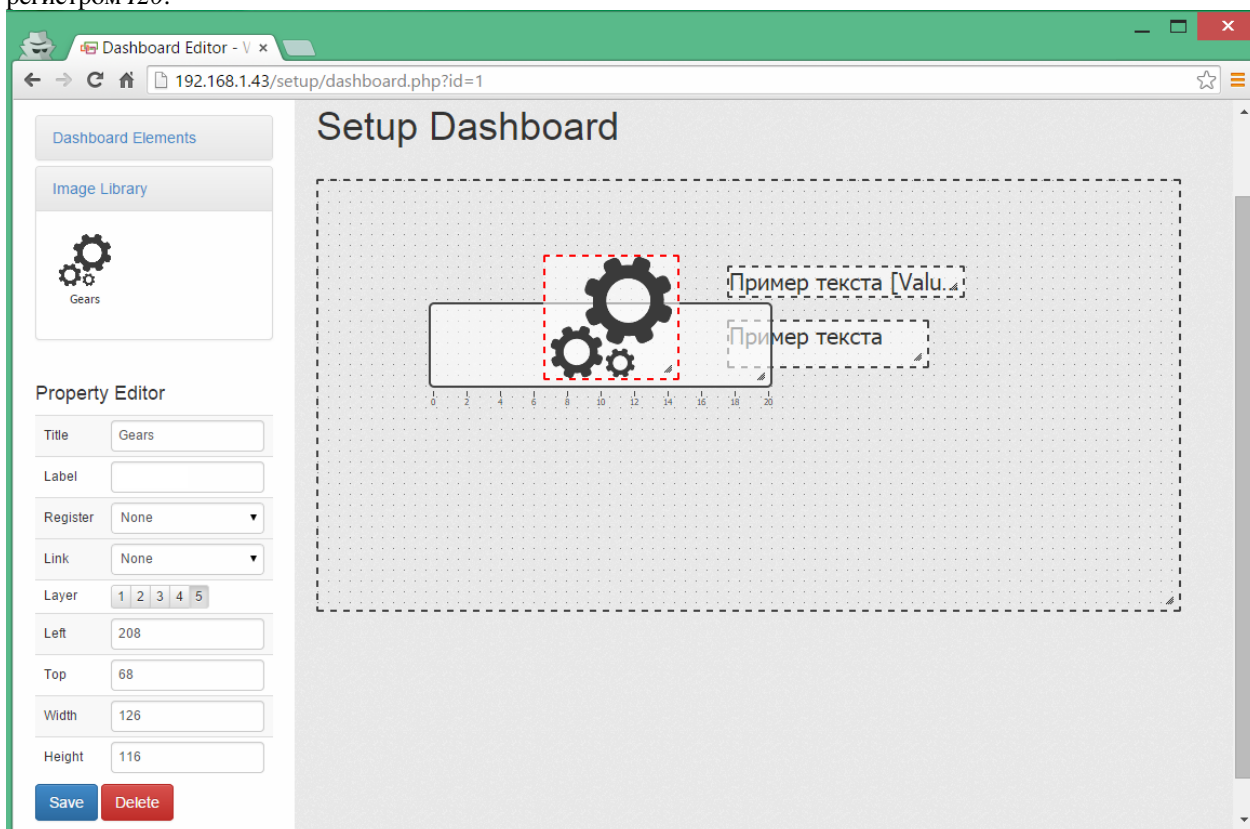 регистром 120:
Dashboard Editor - V
192.168.1.43/setup/dashboard.php?id=1
Dashboard Elements
Image Library
Gears
Property Editor
Title Gears
Label
Register None
Link None
Layer 1 2 3 4 5
Left 208
Top 68
Width 126
Height 116
Save Delete
Setup Dashboard
Пример текста [Valu..
Пример текста
0 2 4 6 8 10 12 14 16 18 20